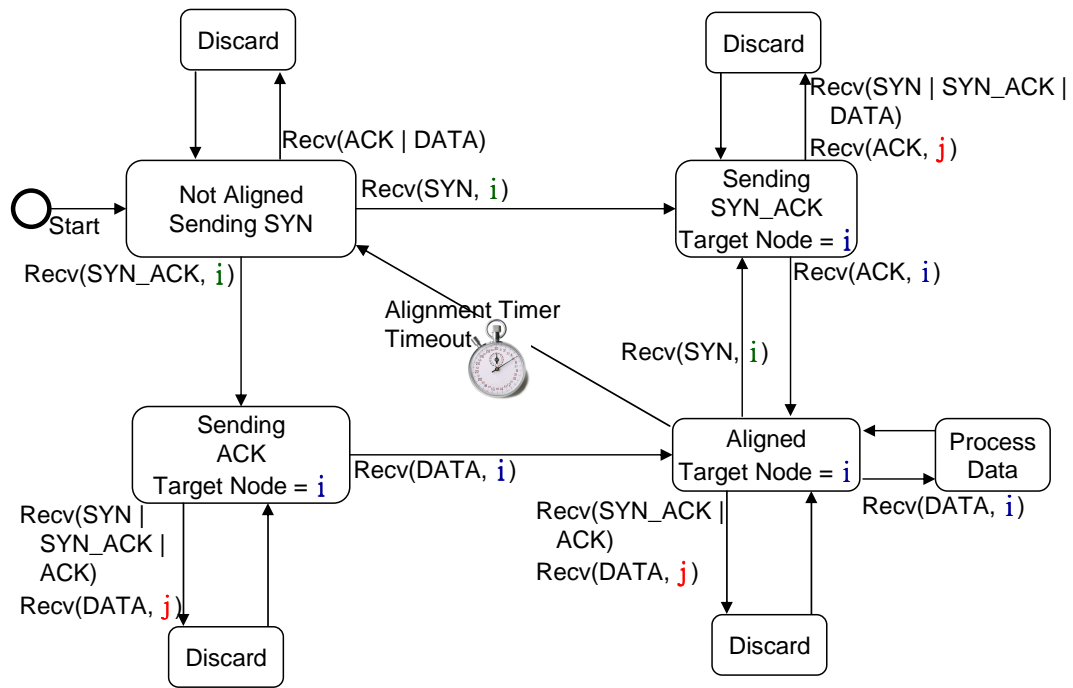 Discard
Discard
Recv(ACK | DATA)
Recv(SYN | SYN_ACK |
DATA)
Recv(ACK, j)
Start
Not Aligned
Sending SYN
Recv(SYN, i)
Sending
SYN_ACK
Target Node = i
Recv(SYN_ACK, i)
Recv(ACK, i)
Alignment Timer
Timeout
Recv(SYN, i)
Sending
ACK
Target Node = i
Recv(DATA, i)
Aligned
Target Node = i
Process
Data
Recv(DATA, i)
Recv(SYN |
SYN_ACK |
ACK)
Recv(DATA, j)
Recv(SYN_ACK |
ACK)
Recv(DATA, j)
Discard
Discard